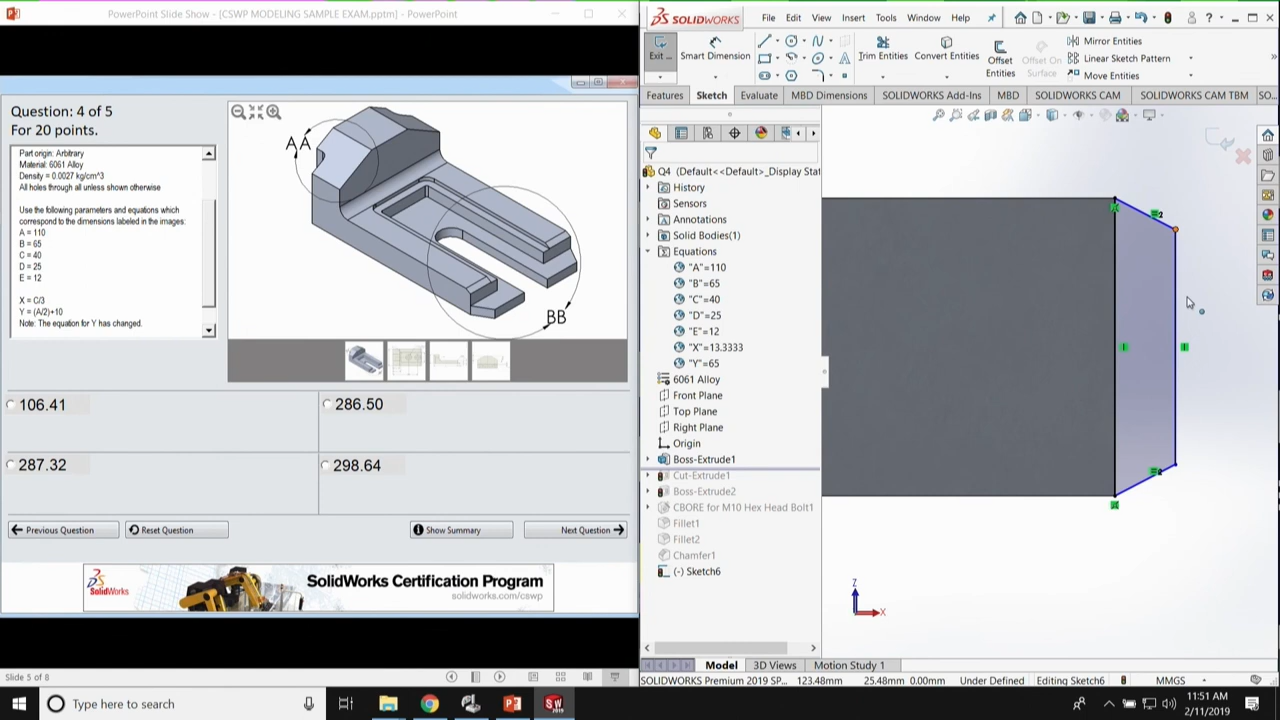 PowerPoint Slide Show - [CSWP MODELING SAMPLE EXAM.pptm] - PowerPoint
Question: 4 of 5
For 20 points.
Part origin: Arbitrary
Material: 6061 Alloy
Density = 0.0027 kg/cm^3
All holes through all unless shown otherwise
Use the following parameters and equations which
correspond to the dimensions labeled in the images:
A = 110
B = 65
C = 40
D = 25
E = 12
X = C/3
Y = (A/2)+10
Note: The equation for Y has changed.
AA
BB
106.41
286.50
287.32
298.64
Previous Question
Reset Question
Show Summary
Next Question
SolidWorks
SolidWorks Certification Program
solidworks.com/cswp
Slide 5 of 8
SOLIDWORKS
File Edit View Insert Tools Window Help
Exit ...
Smart Dimension
Trim Entities
Convert Entities
Offset Entities
Offset On Surface
Mirror Entities
Linear Sketch Pattern
Move Entities
Features Sketch Evaluate MBD Dimensions SOLIDWORKS Add-Ins MBD SOLIDWORKS CAM SOLIDWORKS CAM TBM SO...
Q4 (Default<<Default>_Display Stat
History
Sensors
Annotations
Solid Bodies(1)
Equations
"A"=110
"B"=65
"C"=40
"D"=25
"E"=12
"X"=13.3333
"Y"=65
6061 Alloy
Front Plane
Top Plane
Right Plane
Origin
Boss-Extrude1
Cut-Extrude1
Boss-Extrude2
CBORE for M10 Hex Head Bolt1
Fillet1
Fillet2
Chamfer1
(-) Sketch6
2
Z
X
Model 3D Views Motion Study 1
SOLIDWORKS Premium 2019 SP... 123.48mm 25.48mm 0.00mm Under Defined Editing Sketch6 MMGS
Type here to search
11:51 AM
2/11/2019